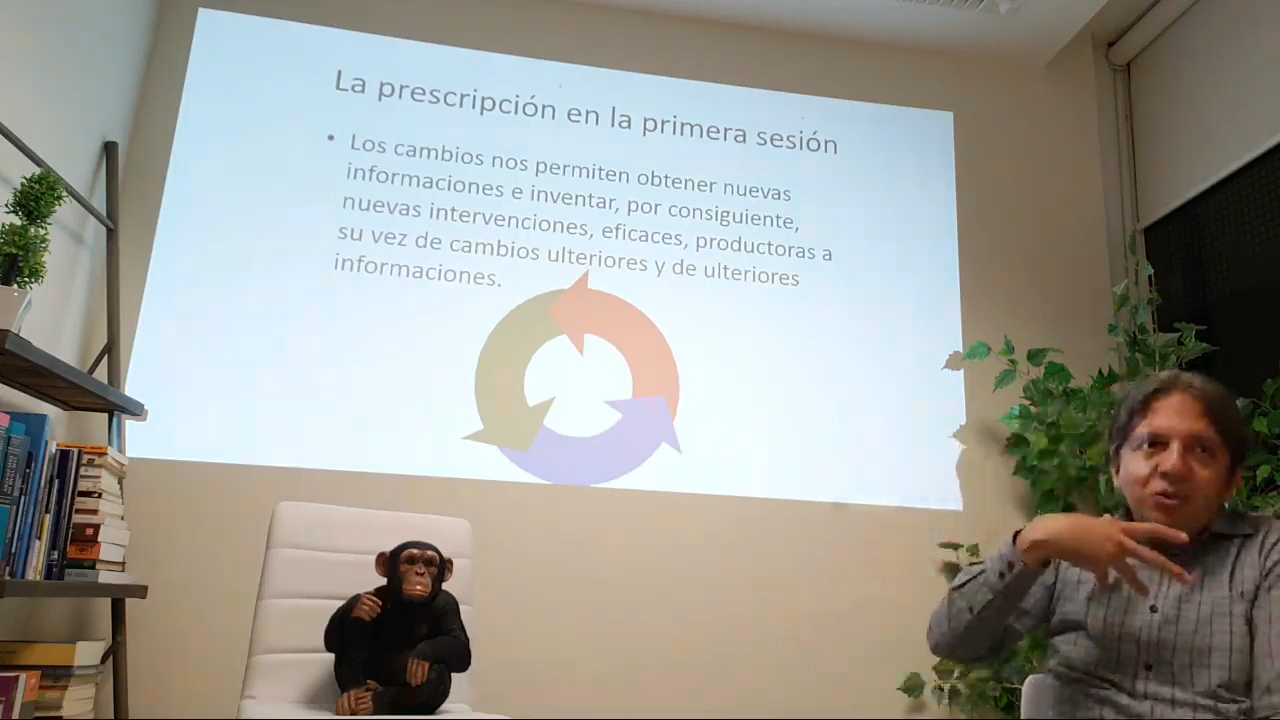 La prescripción en la primera sesión
• Los cambios nos permiten obtener nuevas
informaciones e inventar, por consiguiente,
nuevas intervenciones, eficaces, productoras a
su vez de cambios ulteriores y de ulteriores
informaciones.